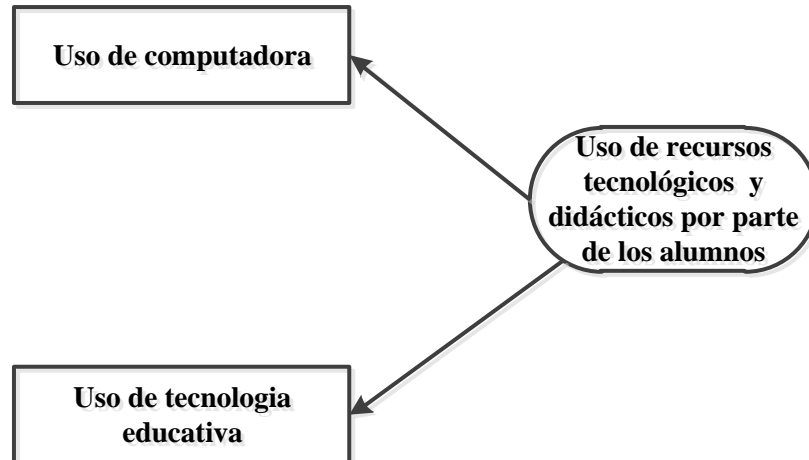 Uso de computadora
Uso de recursos
tecnológicos y
didácticos por parte
de los alumnos
Uso de tecnologia
educativa